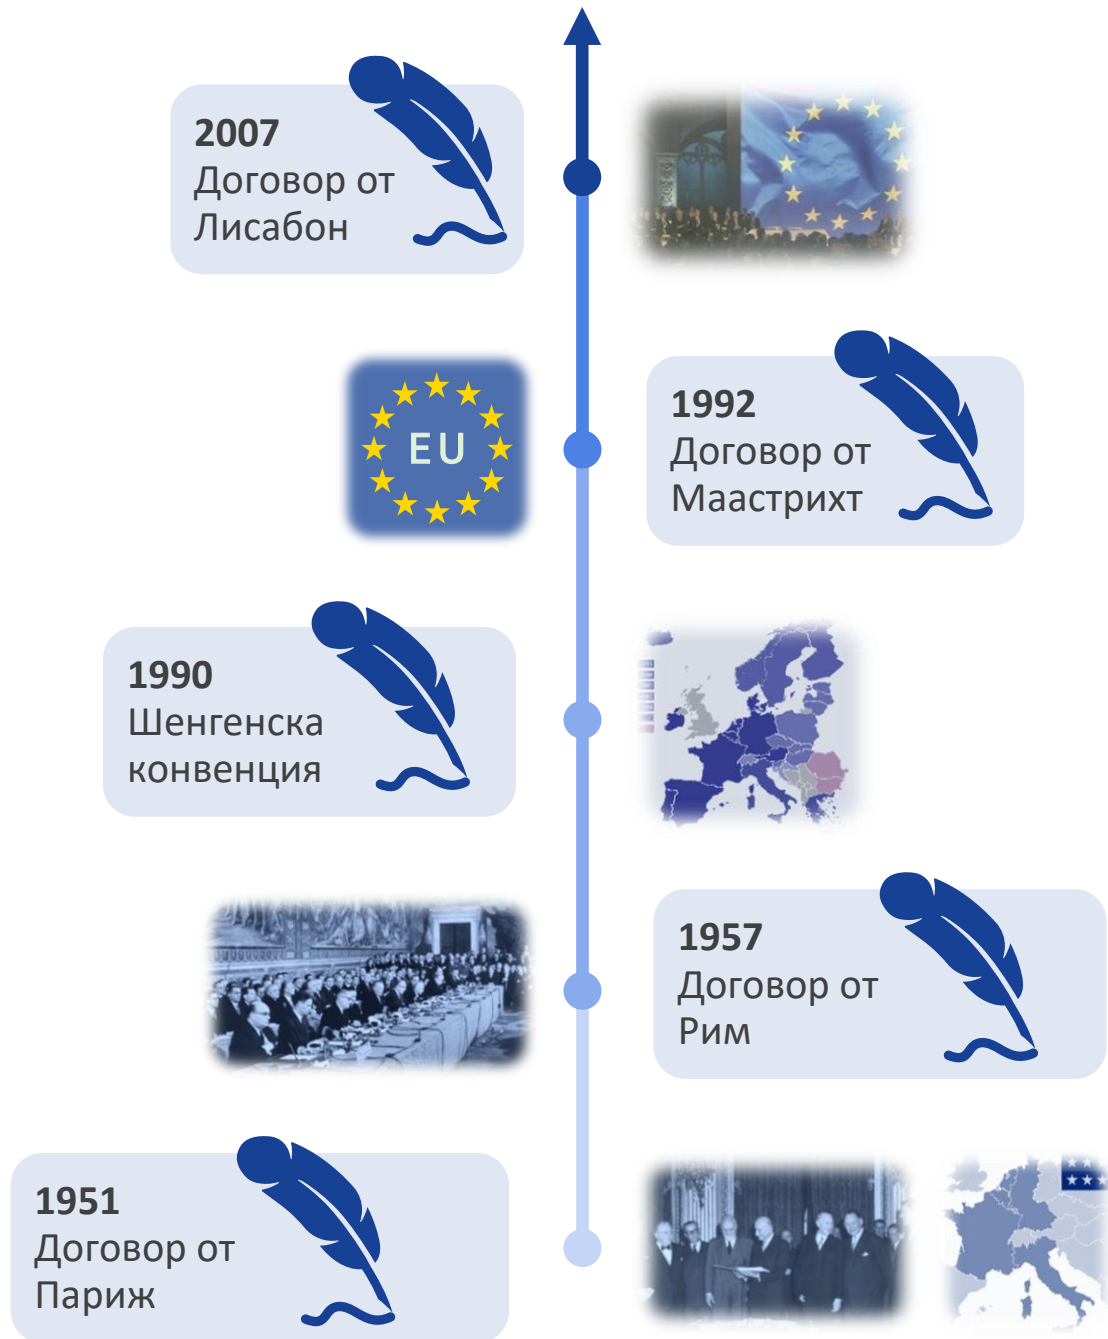 2007
Договор от
Лисабон
EU
1992
Договор от
Маастрихт
1990
Шенгенска
конвенция
1957
Договор от
Рим
1951
Договор от
Париж